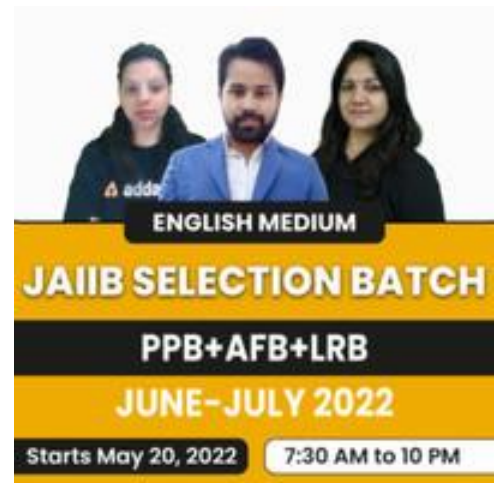 adda
ENGLISH MEDIUM
JAIIB SELECTION BATCH
PPB+AFB+LRB
JUNE-JULY 2022
Starts May 20, 2022
7:30 AM to 10 PM